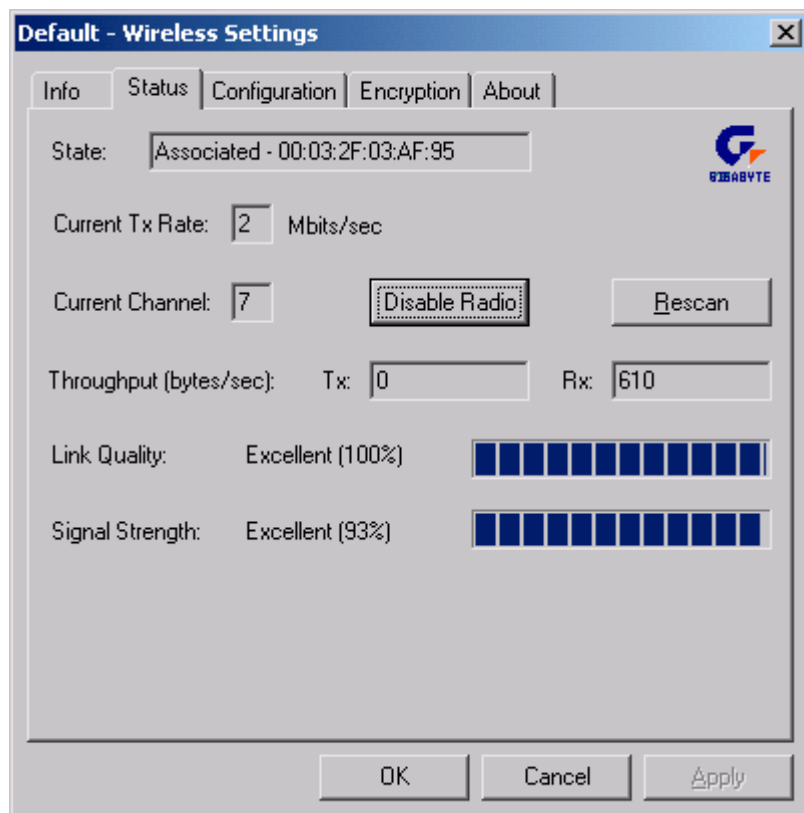 Default - Wireless Settings
Info Status Configuration Encryption About
State: Associated - 00:03:2F:03:AF:95
GIGABYTE
Current Tx Rate: 2 Mbits/sec
Current Channel: 7 Disable Radio Rescan
Throughput (bytes/sec): Tx: 0 Rx: 610
Link Quality: Excellent (100%)
Signal Strength: Excellent (93%)
OK Cancel Apply